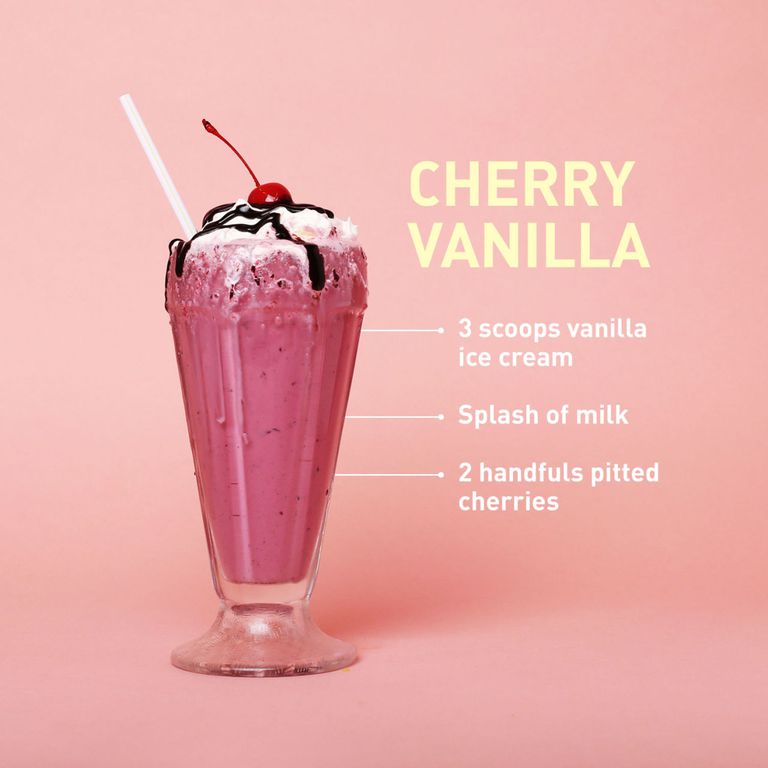 CHERRY
VANILLA
3 scoops vanilla
ice cream
Splash of milk
2 handfuls pitted
cherries